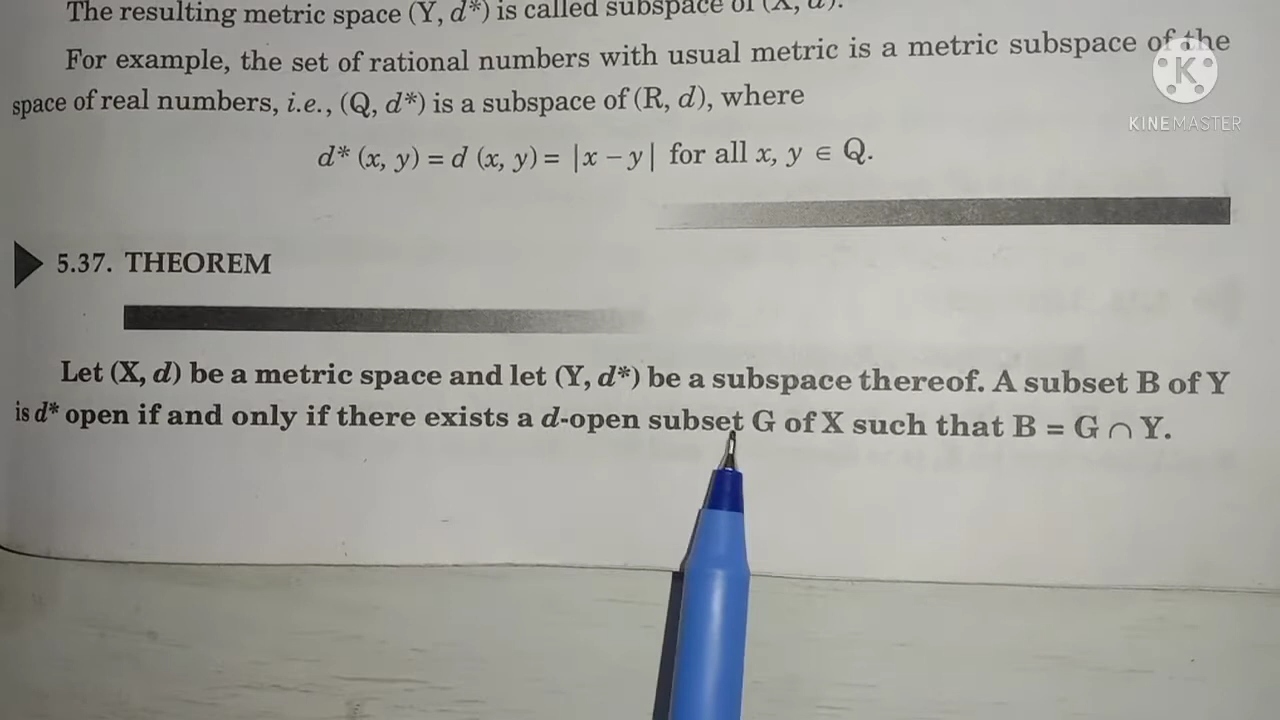 The resulting metric space (Y, d*) is called subspace of (X, d).
For example, the set of rational numbers with usual metric is a metric subspace of the
space of real numbers, i.e., (Q, d*) is a subspace of (R, d), where
d* (x, y) = d (x, y) = |x – y| for all x, y ∈ Q.
K
KINEMASTER
5.37. THEOREM
Let (X, d) be a metric space and let (Y, d*) be a subspace thereof. A subset B of Y
is d* open if and only if there exists a d-open subset G of X such that B = G ∩ Y.